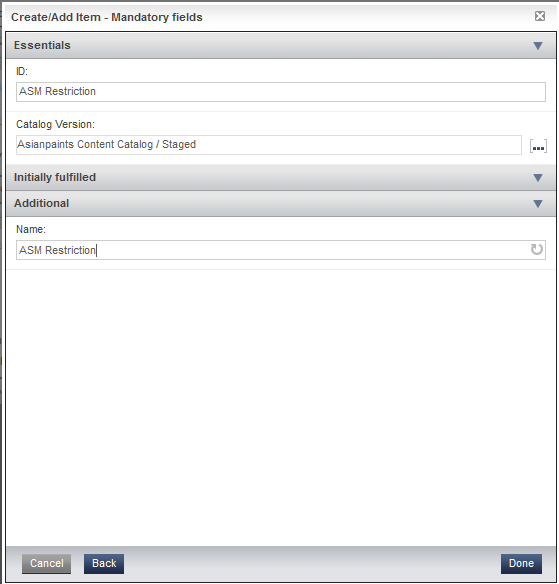 Create/Add Item - Mandatory fields
Essentials
ID:
ASM Restriction
Catalog Version:
Asianpaints Content Catalog / Staged
...
Initially fulfilled
Additional
Name:
ASM Restriction
Cancel Back Done